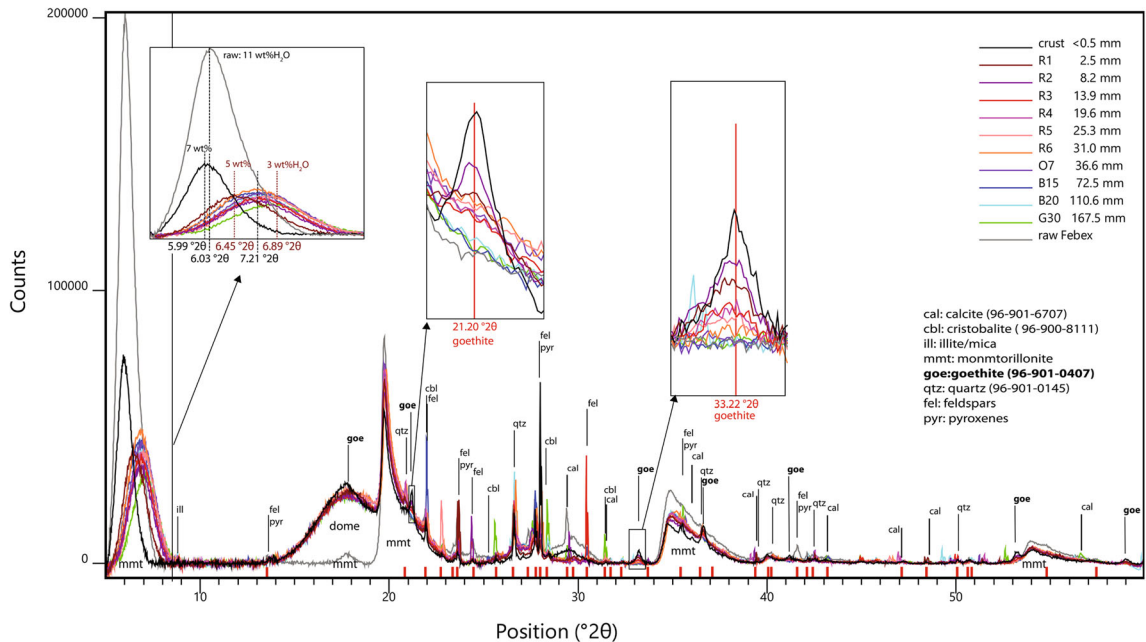 200000
100000
0
Counts
raw: 11 wt%H₂O
7 wt%
5 wt%
3 wt%H₂O
5.99 °2θ
6.45 °2θ
6.89 °2θ
6.03 °2θ
7.21 °2θ
21.20 °2θ
goethite
33.22 °2θ
goethite
crust <0.5 mm
R1 2.5 mm
R2 8.2 mm
R3 13.9 mm
R4 19.6 mm
R5 25.3 mm
R6 31.0 mm
O7 36.6 mm
B15 72.5 mm
B20 110.6 mm
G30 167.5 mm
raw Febex
cal: calcite (96-901-6707)
cbl: cristobalite ( 96-900-8111)
ill: illite/mica
mmt: monmtorillonite
goe:goethite (96-901-0407)
qtz: quartz (96-901-0145)
fel: feldspars
pyr: pyroxenes
mmt
ill
fel
pyr
goe
dome
mmt
mmt
qtz
goe
cbl
fel
fel
pyr
fel
cbl
qtz
fel
pyr
cbl
cal
fel
cbl
cal
goe
mmt
fel
pyr
cal
qtz
goe
cal
qtz
qtz
goe
fel
pyr
qtz
cal
cal
cal
qtz
goe
mmt
cal
goe
10
20
30
40
50
Position (°2θ)